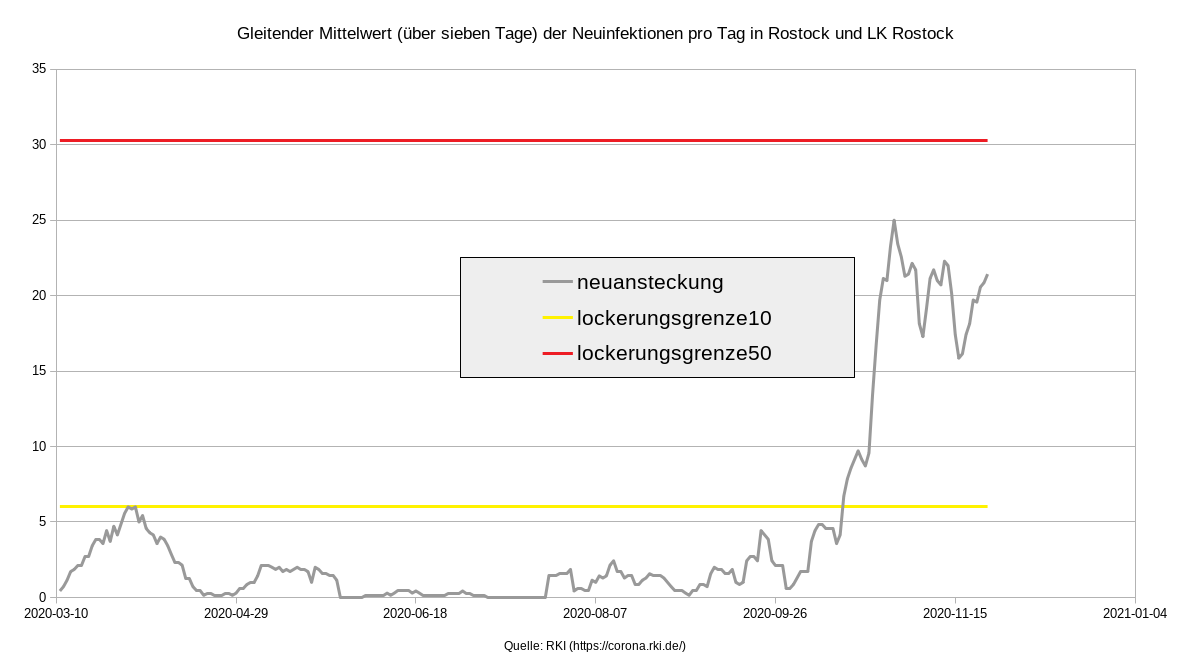 Gleitender Mittelwert (über sieben Tage) der Neuinfektionen pro Tag in Rostock und LK Rostock
35
30
25
20
15
10
5
0
neuansteckung
lockerungsgrenze10
lockerungsgrenze50
2020-03-10 2020-04-29 2020-06-18 2020-08-07 2020-09-26 2020-11-15 2021-01-04
Quelle: RKI (https://corona.rki.de/)